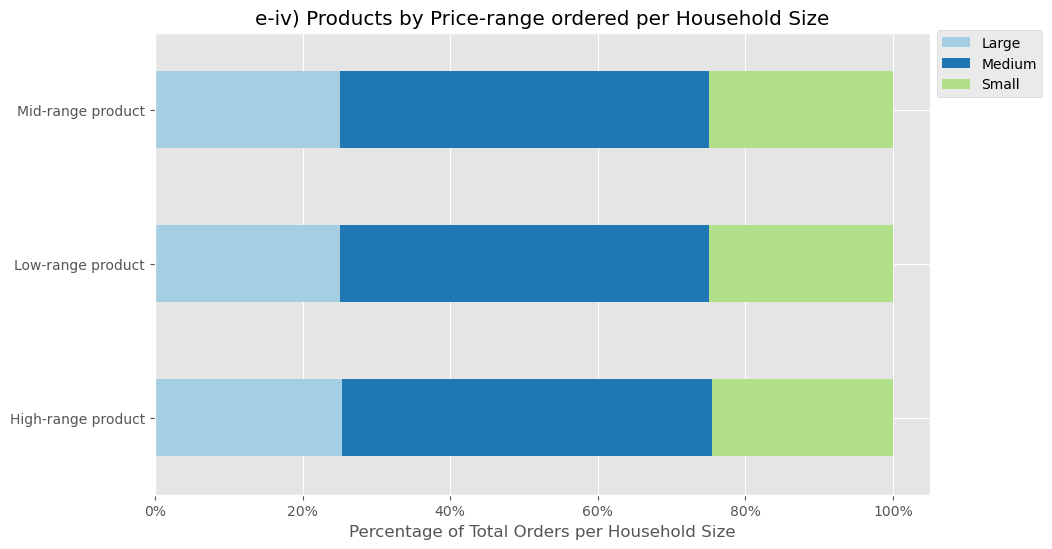 e-iv) Products by Price-range ordered per Household Size
Large
Medium
Small
Mid-range product
Low-range product
High-range product
0%
20%
40%
60%
80%
100%
Percentage of Total Orders per Household Size